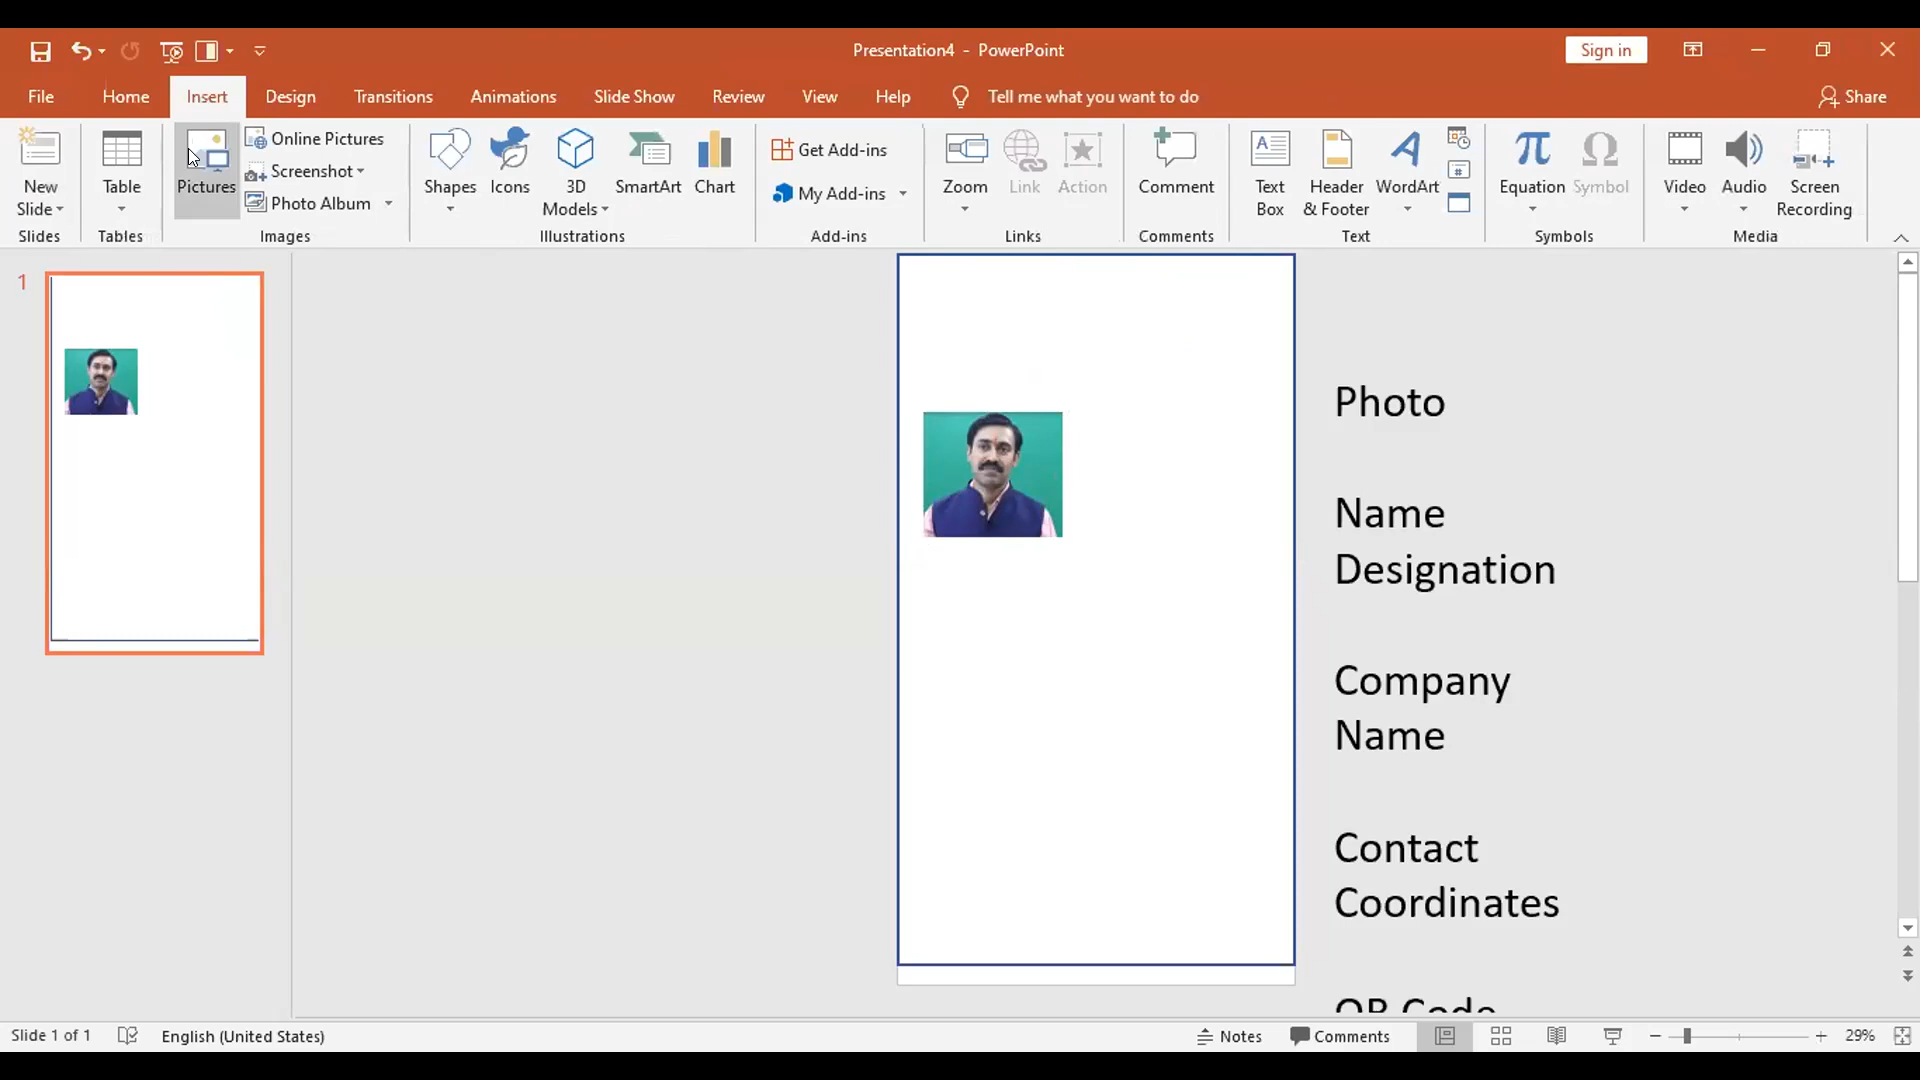 Presentation4 - PowerPoint
Sign in
File Home Insert Design Transitions Animations Slide Show Review View Help Tell me what you want to do Share
New Slide
Slides
Table
Tables
Pictures
Online Pictures
Screenshot
Photo Album
Images
Shapes
Icons
3D Models
SmartArt
Chart
Illustrations
Get Add-ins
My Add-ins
Add-ins
Zoom
Link
Action
Links
Comment
Comments
Text Box
Header & Footer
WordArt
Text
Equation
Symbol
Symbols
Video
Audio
Screen Recording
Media
1
Photo
Name
Designation
Company
Name
Contact
Coordinates
QR Code
Slide 1 of 1
English (United States)
Notes
Comments
29%